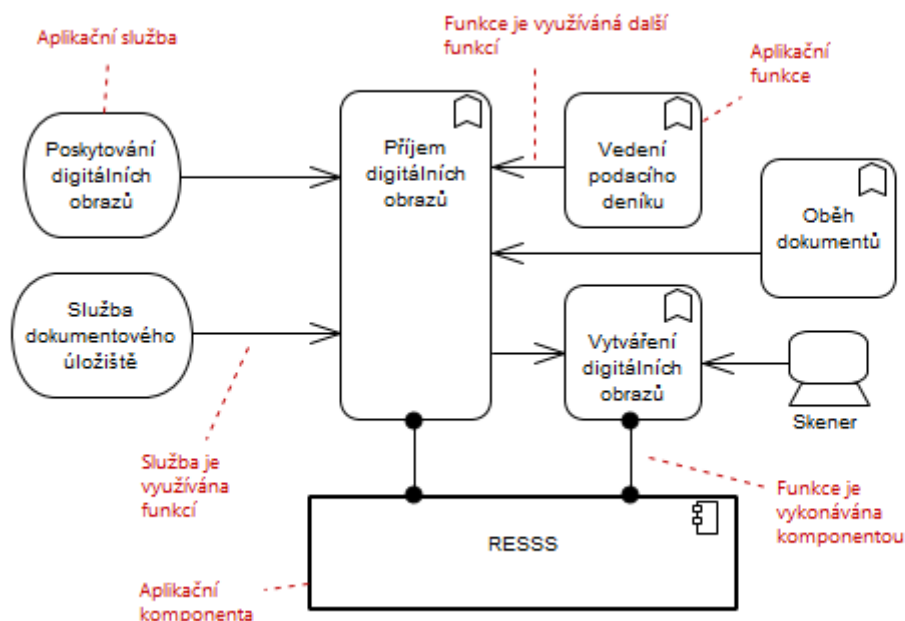 Aplikační služba
Funkce je využívána další
funkcí
Aplikační
funkce
Poskytování
digitálních
obrazů
Příjem
digitálních
obrazů
Vedení
podacího
deníku
Oběh
dokumentů
Služba
dokumentového
úložiště
Vytváření
digitálních
obrazů
Skener
Služba je
využívána
funkcí
Funkce je
vykonávána
komponentou
RESSS
Aplikační
komponenta